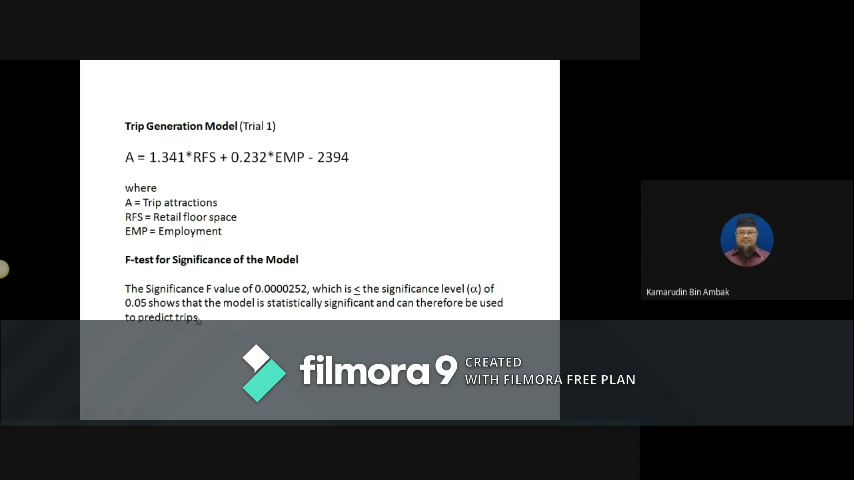 Trip Generation Model (Trial 1)
A = 1.341*RFS + 0.232*EMP - 2394
where
A = Trip attractions
RFS = Retail floor space
EMP = Employment
F-test for Significance of the Model
The Significance F value of 0.0000252, which is < the significance level (α) of
0.05 shows that the model is statistically significant and can therefore be used
to predict trips.
Kamarudin Bin Ambak
filmora9 CREATED
WITH FILMORA FREE PLAN